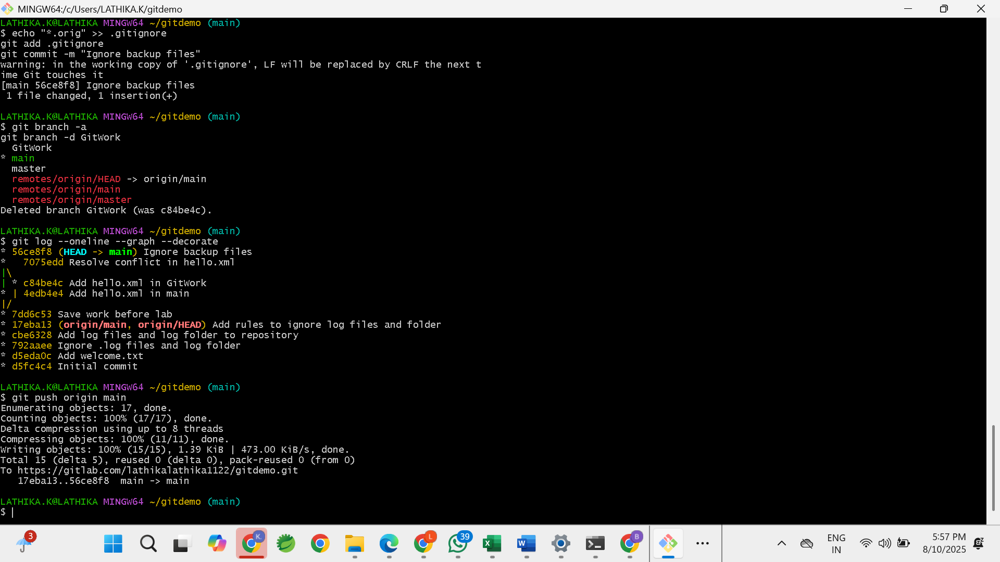 MINGW64:/c/Users/LATHIKA.K/gitdemo
LATHIKA.K@LATHIKA MINGW64 ~/gitdemo (main)
$ echo "*.orig" >> .gitignore
git add .gitignore
git commit -m "Ignore backup files"
warning: in the working copy of '.gitignore', LF will be replaced by CRLF the next t
ime Git touches it
[main 56ce8f8] Ignore backup files
 1 file changed, 1 insertion(+)
LATHIKA.K@LATHIKA MINGW64 ~/gitdemo (main)
$ git branch -a
git branch -d GitWork
  GitWork
* main
  master
  remotes/origin/HEAD -> origin/main
  remotes/origin/main
  remotes/origin/master
Deleted branch GitWork (was c84be4c).
LATHIKA.K@LATHIKA MINGW64 ~/gitdemo (main)
$ git log --oneline --graph --decorate
* 56ce8f8 (HEAD -> main) Ignore backup files
*   7075edd Resolve conflict in hello.xml
|\
| * c84be4c Add hello.xml in GitWork
* | 4edb4e4 Add hello.xml in main
|/
* 7dd6c53 Save work before lab
* 17eba13 (origin/main, origin/HEAD) Add rules to ignore log files and folder
* cbe6328 Add log files and log folder to repository
* 792aaee Ignore .log files and log folder
* d5eda0c Add welcome.txt
* d5fc4c4 Initial commit
LATHIKA.K@LATHIKA MINGW64 ~/gitdemo (main)
$ git push origin main
Enumerating objects: 17, done.
Counting objects: 100% (17/17), done.
Delta compression using up to 8 threads
Compressing objects: 100% (11/11), done.
Writing objects: 100% (15/15), 1.39 KiB | 473.00 KiB/s, done.
Total 15 (delta 5), reused 0 (delta 0), pack-reused 0 (from 0)
To https://gitlab.com/lathikalathika1122/gitdemo.git
   17eba13..56ce8f8  main -> main
LATHIKA.K@LATHIKA MINGW64 ~/gitdemo (main)
$
3
K.
L
39
X
W
B
ENG
IN
5:57 PM
8/10/2025